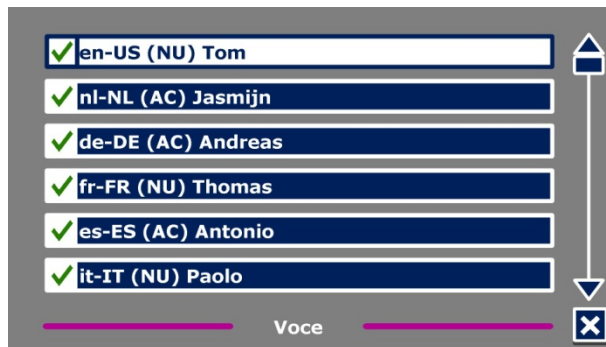 en-US (NU) Tom
nl-NL (AC) Jasmijn
de-DE (AC) Andreas
fr-FR (NU) Thomas
es-ES (AC) Antonio
it-IT (NU) Paolo
Voce